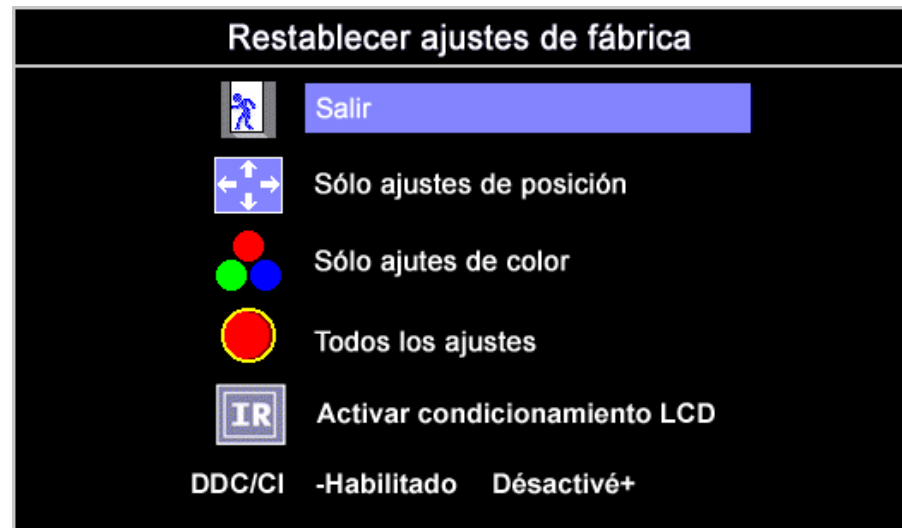 Restablecer ajustes de fábrica
Salir
Sólo ajustes de posición
Sólo ajutes de color
Todos los ajustes
IR Activar condicionamiento LCD
DDC/CI -Habilitado Désactivé+